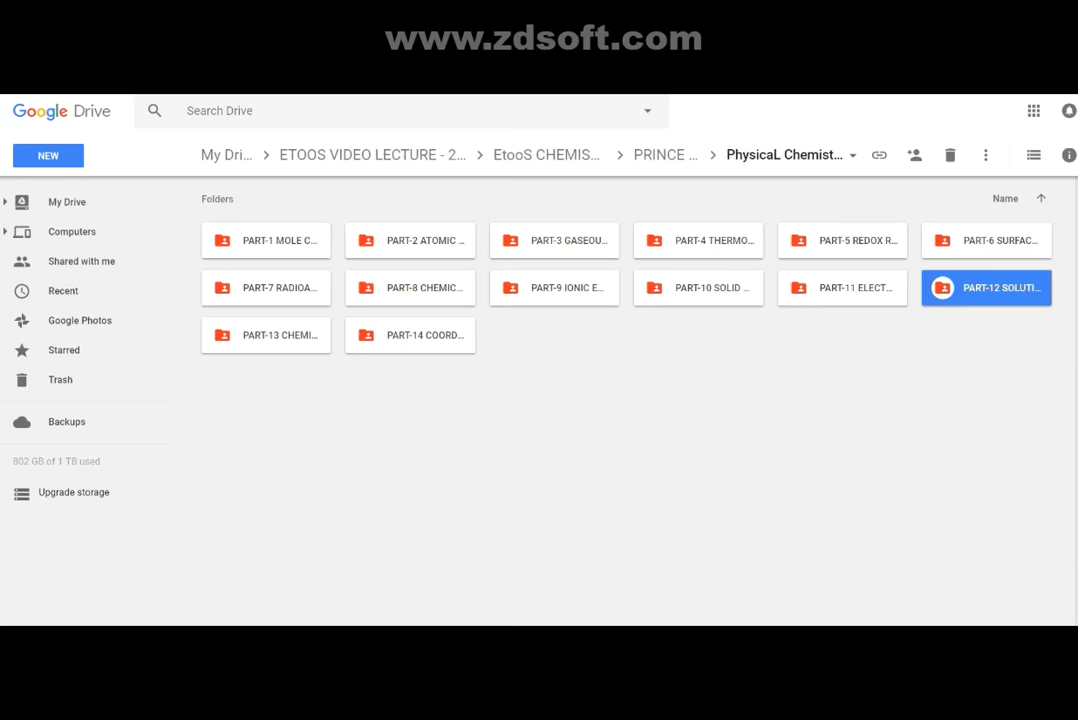 www.zdsoft.com
Google Drive
Search Drive
NEW
My Dri... > ETOOS VIDEO LECTURE - 2... > EtooS CHEMIS... > PRINCE ... > PhysicaL Chemist...
My Drive
Computers
Shared with me
Recent
Google Photos
Starred
Trash
Backups
802 GB of 1 TB used
Upgrade storage
Folders
Name
PART-1 MOLE C...
PART-2 ATOMIC ...
PART-3 GASEOU...
PART-4 THERMO...
PART-5 REDOX R...
PART-6 SURFAC...
PART-7 RADIOA...
PART-8 CHEMIC...
PART-9 IONIC E...
PART-10 SOLID ...
PART-11 ELECT...
PART-12 SOLUTI...
PART-13 CHEMI...
PART-14 COORD...